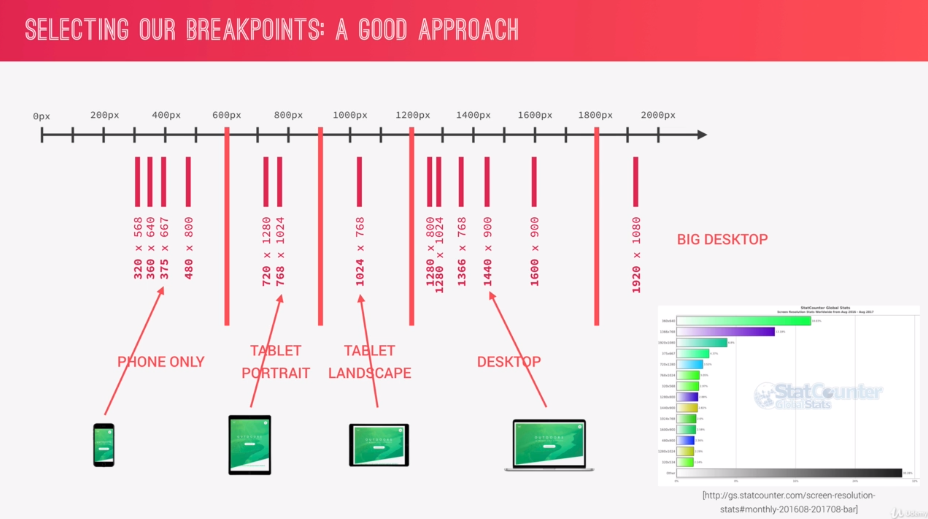 SELECTING OUR BREAKPOINTS: A GOOD APPROACH
0px 200px 400px 600px 800px 1000px 1200px 1400px 1600px 1800px 2000px
320 x 568
360 x 640
375 x 667
480 x 800
720 x 1280
768 x 1024
1024 x 768
1280 x 800
1280 x 1024
1366 x 768
1440 x 900
1600 x 900
1920 x 1080
BIG DESKTOP
PHONE ONLY
TABLET
PORTRAIT
TABLET
LANDSCAPE
DESKTOP
StatCounter Global Stats
Screen Resolution Stats Worldwide from Aug 2016 - Aug 2017
StatCounter
GlobalStats
[http://gs.statcounter.com/screen-resolution-
stats#monthly-201608-201708-bar]
Udemy